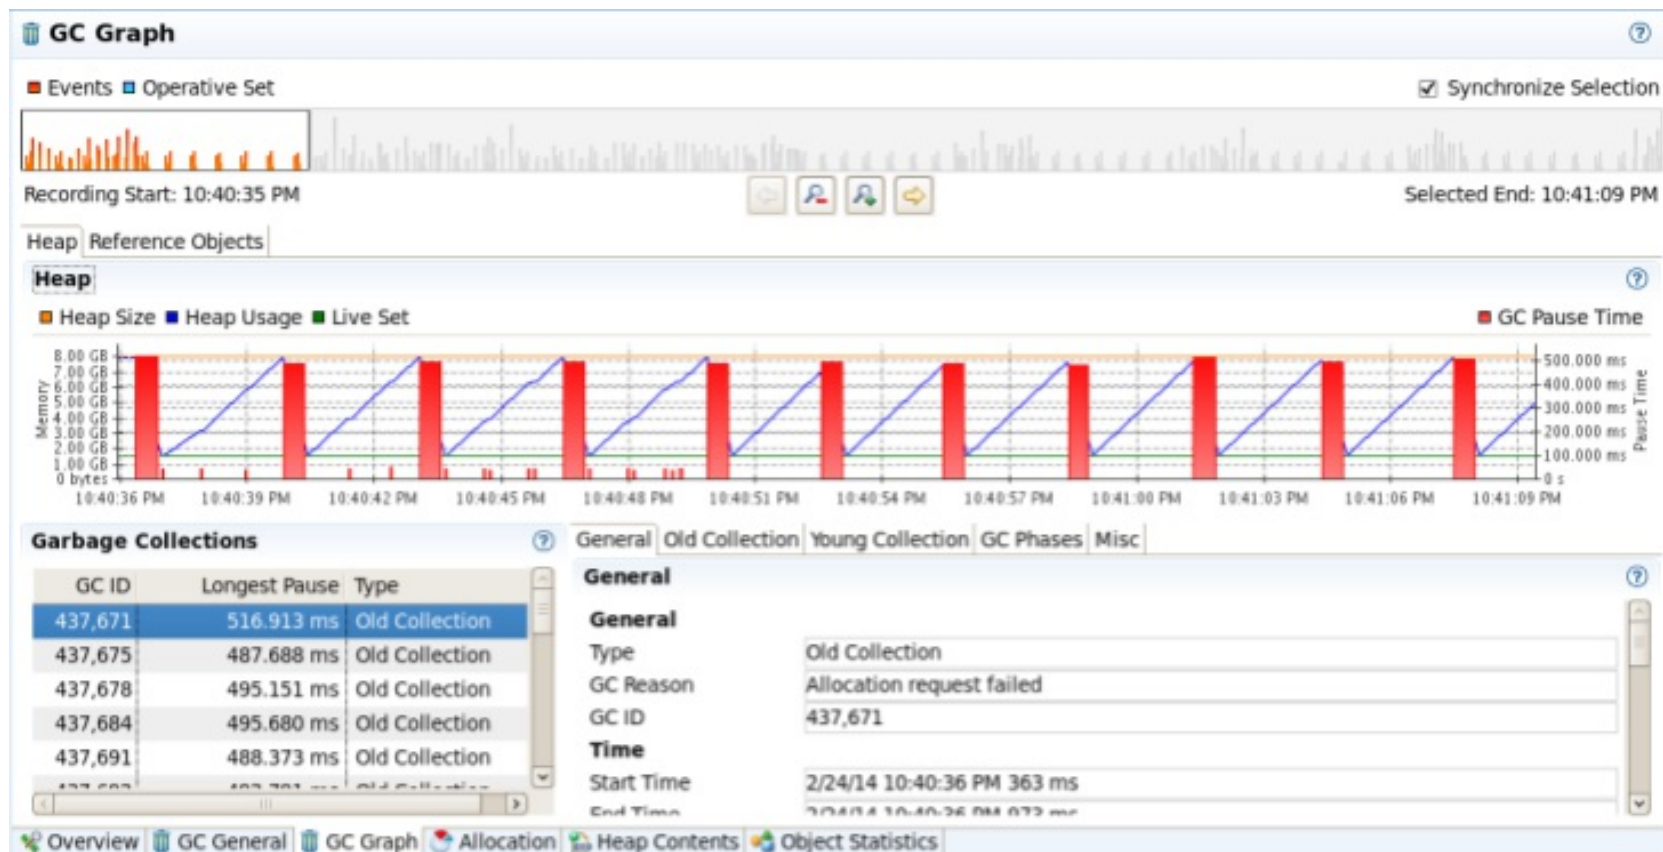 GC Graph
Events Operative Set Synchronize Selection
Recording Start: 10:40:35 PM Selected End: 10:41:09 PM
Heap Reference Objects
Heap
Heap Size Heap Usage Live Set GC Pause Time
8.00 GB
7.00 GB
6.00 GB
5.00 GB
4.00 GB
3.00 GB
2.00 GB
1.00 GB
0 bytes
Memory
500.000 ms
400.000 ms
300.000 ms
200.000 ms
100.000 ms
0 s
Pause Time
10:40:36 PM 10:40:39 PM 10:40:42 PM 10:40:45 PM 10:40:48 PM 10:40:51 PM 10:40:54 PM 10:40:57 PM 10:41:00 PM 10:41:03 PM 10:41:06 PM 10:41:09 PM
Garbage Collections
GC ID Longest Pause Type
437,671 516.913 ms Old Collection
437,675 487.688 ms Old Collection
437,678 495.151 ms Old Collection
437,684 495.680 ms Old Collection
437,691 488.373 ms Old Collection
General Old Collection Young Collection GC Phases Misc
General
General
Type Old Collection
GC Reason Allocation request failed
GC ID 437,671
Time
Start Time 2/24/14 10:40:36 PM 363 ms
End Time 2/24/14 10:40:36 PM 973 ms
Overview GC General GC Graph Allocation Heap Contents Object Statistics